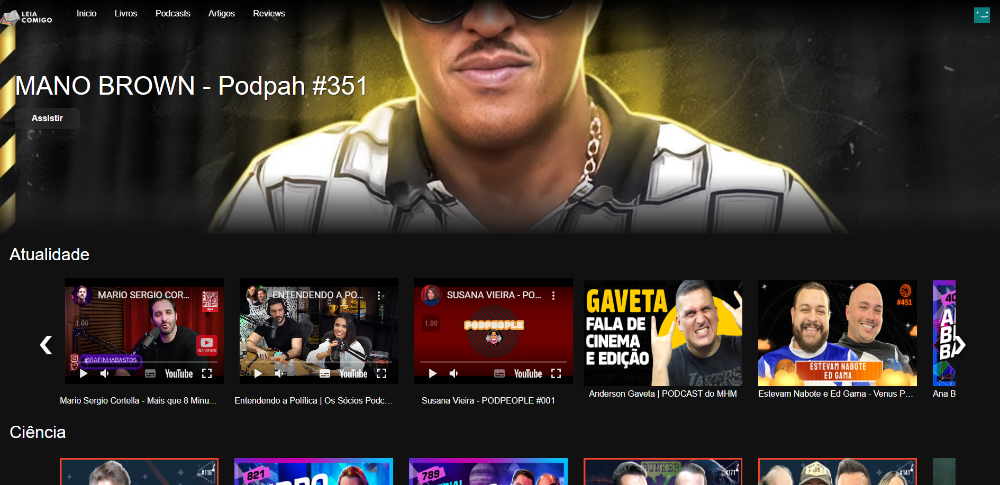 LEIA
COMIGO
Inicio
Livros
Podcasts
Artigos
Reviews
MANO BROWN - Podpah #351
Assistir
Atualidade
MARIO SERGIO COR...
1.00
INSCREVER
@RAFINHABASTOS
YouTube
ENTENDENDO A PO...
YouTube
SUSANA VIEIRA - PO...
1.00
PODPEOPLE
YouTube
GAVETA
FALA DE
CINEMA
E EDIÇÃO
#451
ESTEVAM NABOTE
ED GAMA
Mario Sergio Cortella - Mais que 8 Minu...
Entendendo a Política | Os Sócios Podc...
Susana Vieira - PODPEOPLE #001
Anderson Gaveta | PODCAST do MHM
Estevam Nabote e Ed Gama - Venus P...
Ana B
Ciência
#116
821
789
BUNKER
#171
#141